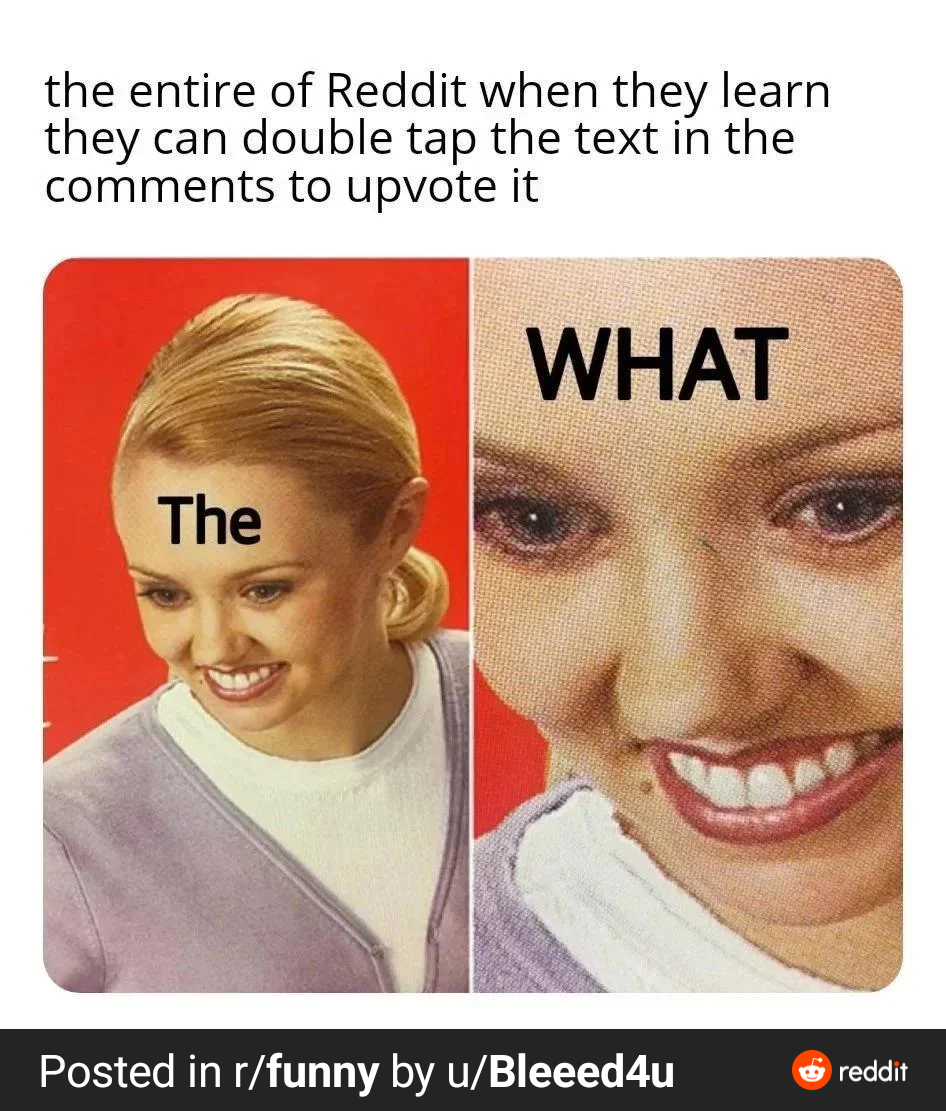 the entire of Reddit when they learn
they can double tap the text in the
comments to upvote it
The
WHAT
Posted in r/funny by u/Bleeed4u
reddit